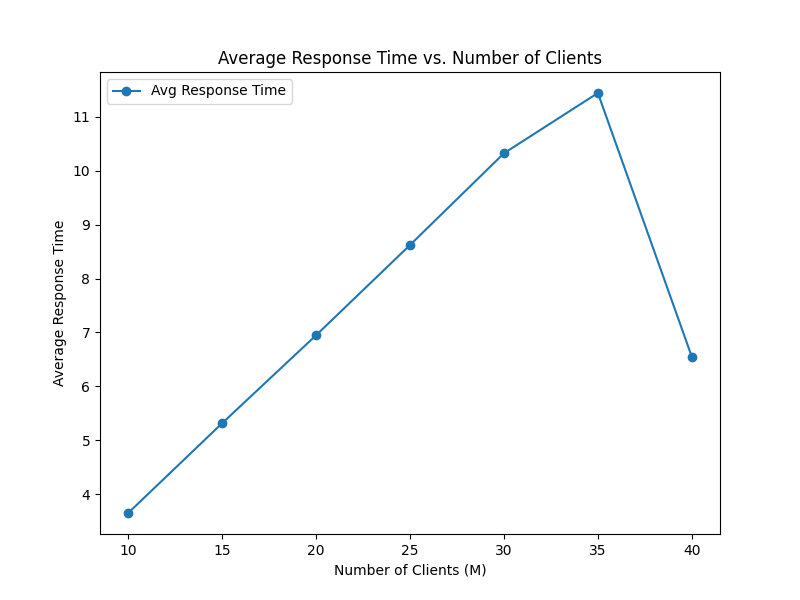 Average Response Time vs. Number of Clients
Avg Response Time
Average Response Time
11
10
9
8
7
6
5
4
10 15 20 25 30 35 40
Number of Clients (M)